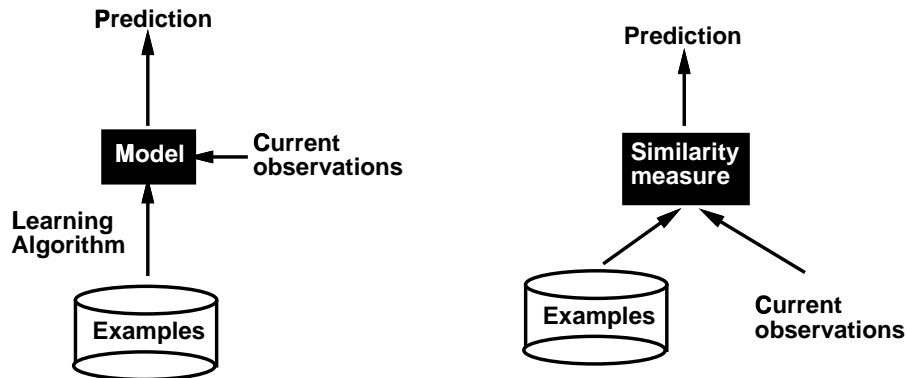 Prediction
Model
Current
observations
Learning
Algorithm
Examples
Prediction
Similarity
measure
Examples
Current
observations